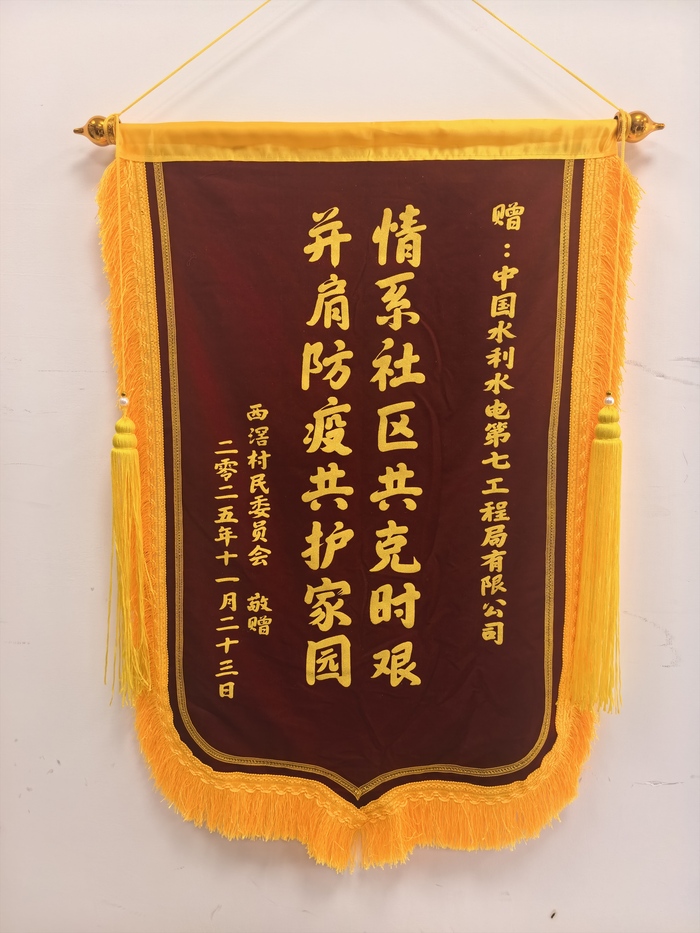 赠：中国水利水电第七工程局有限公司
情系社区共克时艰
并肩防疫共护家园
西滘村民委员会 敬赠
二零二五年十一月二十三日